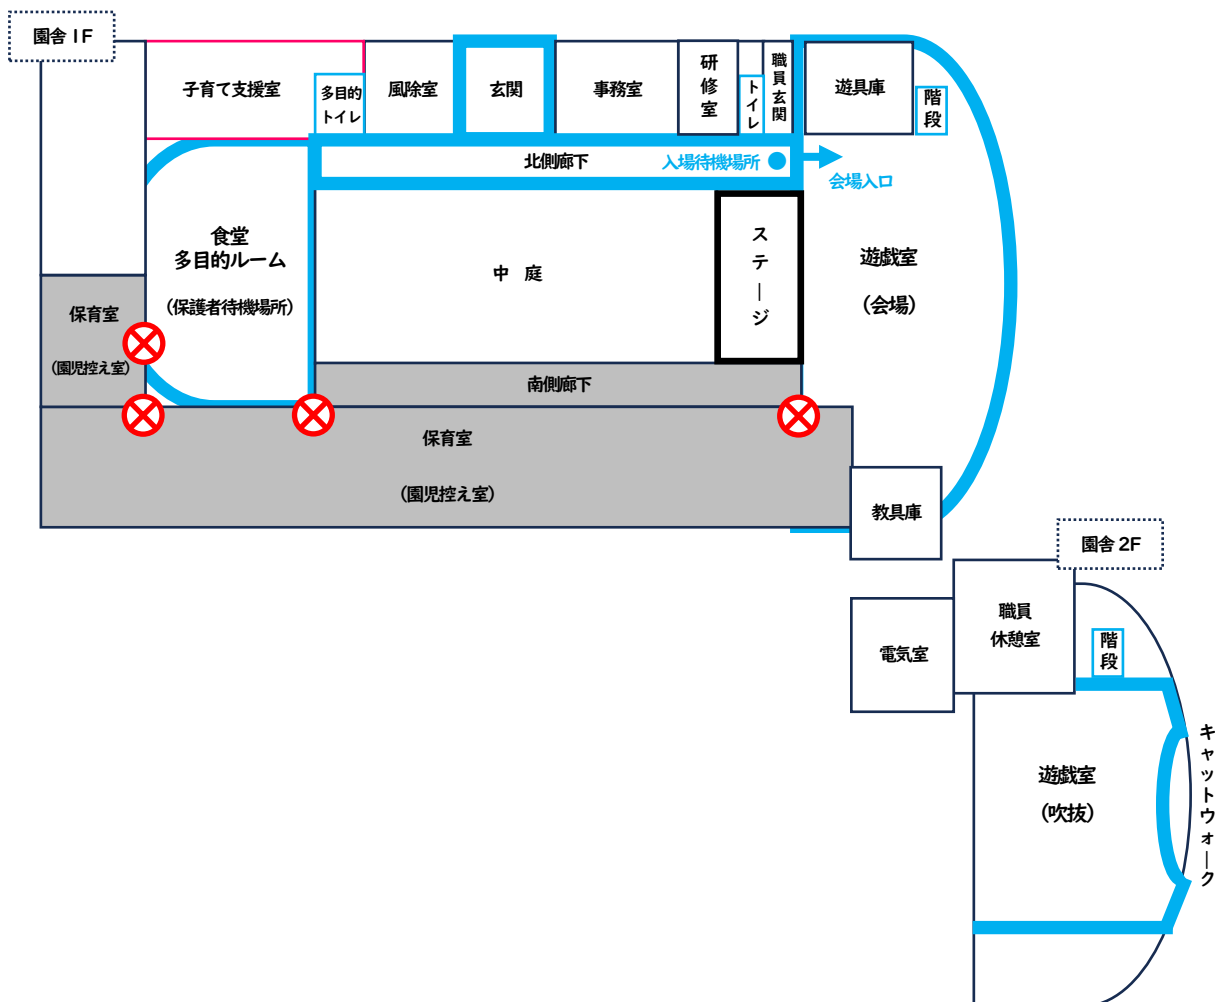 園舎 1F
子育て支援室
多目的
トイレ
風除室
玄関
事務室
研修室
トイレ
職員玄関
遊具庫
階段
北側廊下
入場待機場所
会場入口
食堂
多目的ルーム
（保護者待機場所）
中 庭
ステージ
遊戯室
（会場）
保育室
（園児控え室）
南側廊下
保育室
（園児控え室）
教具庫
園舎 2F
職員
休憩室
電気室
階段
遊戯室
（吹抜）
キャットウォーク